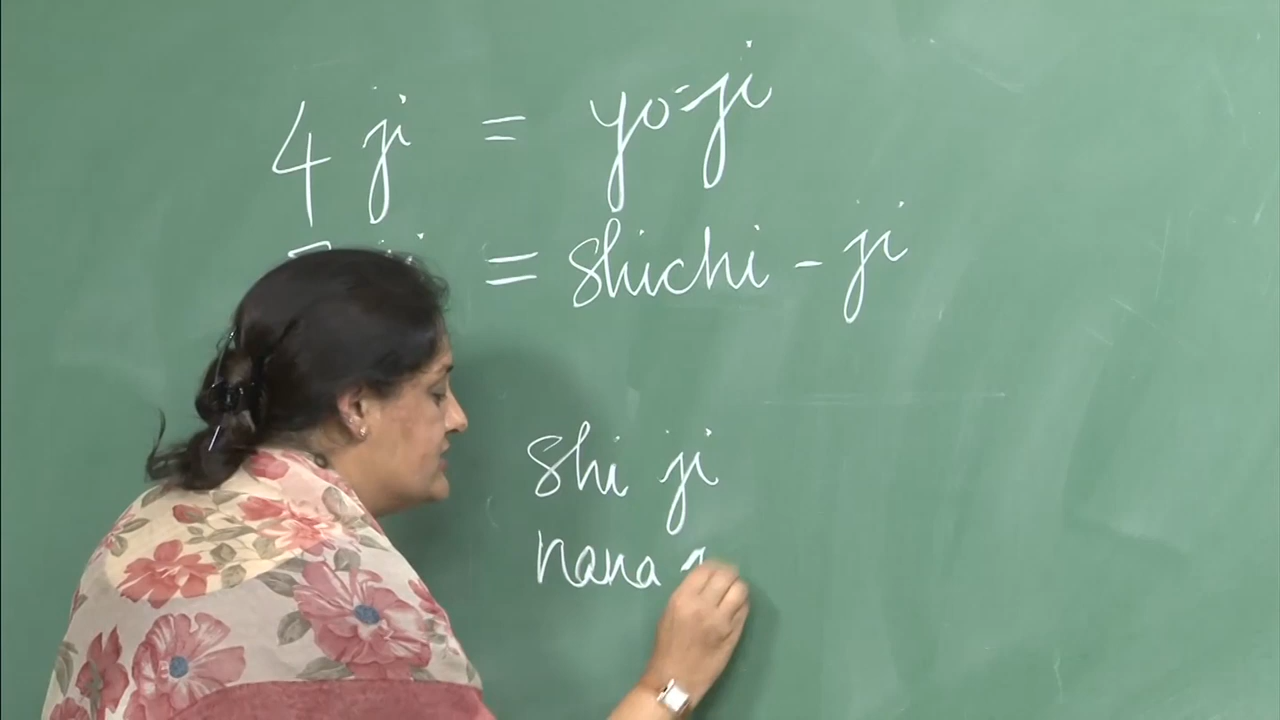 4 ji = yo-ji
= shichi - ji
shi ji
nana